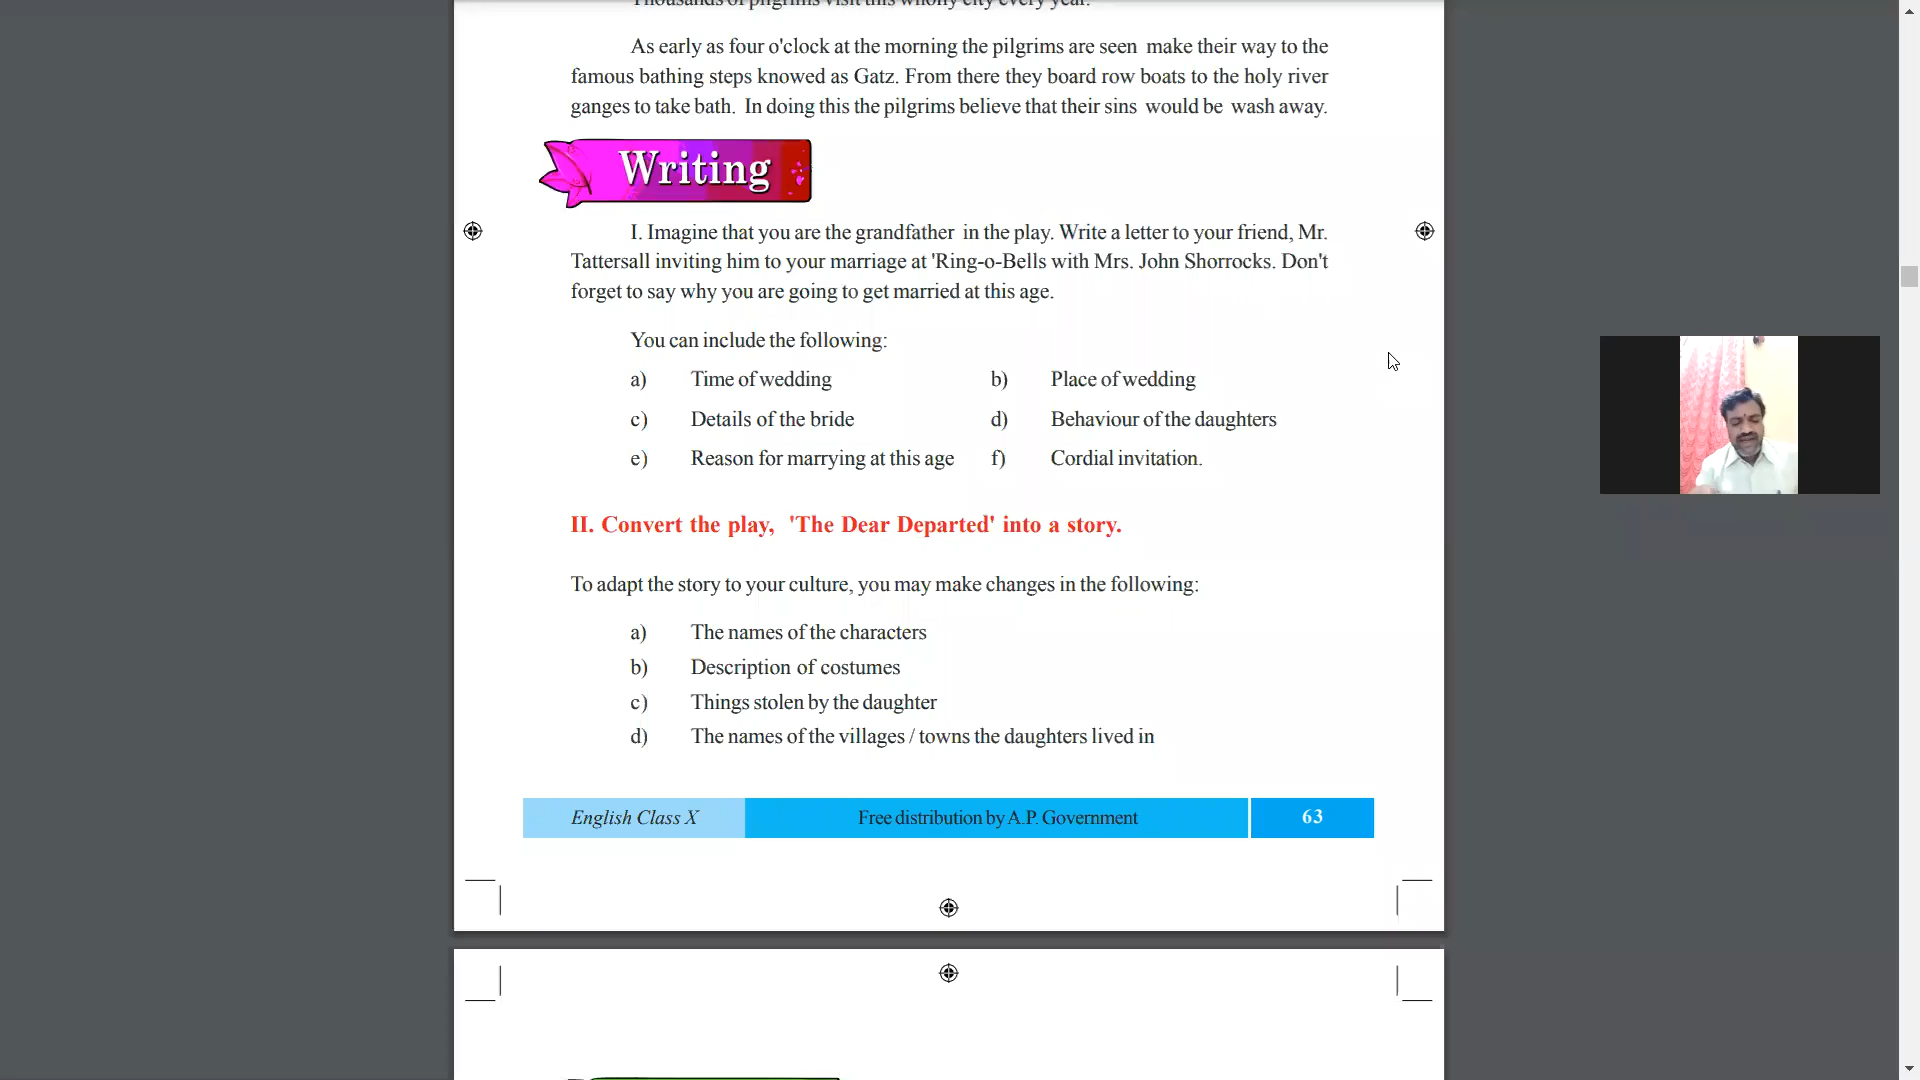 Thousands of pilgrims visit this wholly city every year.
As early as four o'clock at the morning the pilgrims are seen make their way to the
famous bathing steps knowed as Gatz. From there they board row boats to the holy river
ganges to take bath. In doing this the pilgrims believe that their sins would be wash away.
Writing
I. Imagine that you are the grandfather in the play. Write a letter to your friend, Mr.
Tattersall inviting him to your marriage at 'Ring-o-Bells with Mrs. John Shorrocks. Don't
forget to say why you are going to get married at this age.
You can include the following:
a) Time of wedding b) Place of wedding
c) Details of the bride d) Behaviour of the daughters
e) Reason for marrying at this age f) Cordial invitation.
II. Convert the play, 'The Dear Departed' into a story.
To adapt the story to your culture, you may make changes in the following:
a) The names of the characters
b) Description of costumes
c) Things stolen by the daughter
d) The names of the villages / towns the daughters lived in
English Class X Free distribution by A.P. Government 63